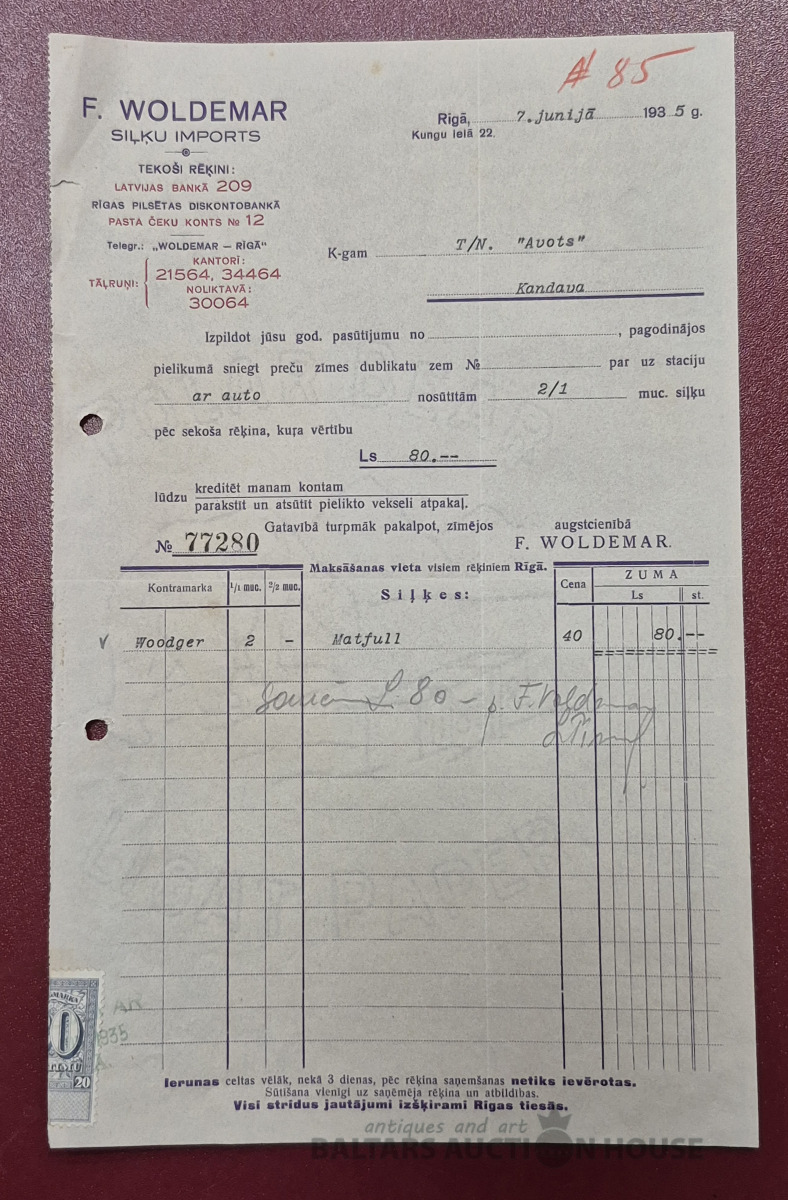 # 85
F. WOLDEMAR
SIĻĶU IMPORTS
TEKOŠI RĒĶINI:
LATVIJAS BANKĀ 209
RĪGAS PILSĒTAS DISKONTOBANKĀ
PASTA ČEKU KONTS No 12
Telegr.: „WOLDEMAR – RĪGĀ"
TĀĻRUŅI:
KANTORĪ:
21564, 34464
NOLIKTAVĀ:
30064
Rīgā, 7.junijā 1935 g.
Kungu ielā 22.
K-gam T/N. "Avots"
Kandava
Izpildot jūsu god. pasūtījumu no , pagodinājos
pielikumā sniegt preču zīmes dublikatu zem № par uz staciju
ar auto nosūtītām 2/1 muc. siļķu
pēc sekoša rēķina, kuŗa vērtību
Ls 80.--
lūdzu kreditēt manam kontam
parakstīt un atsūtīt pielikto vekseli atpakaļ.
Gatavībā turpmāk pakalpot, zīmējos augstcienībā
№ 77280 F. WOLDEMAR.
Maksāšanas vieta visiem rēķiniem Rīgā.
Kontramarka 1/1 muc. 2/2 muc. Siļķes: Cena ZUMA
Ls st.
V Woodger 2 – Matfull 40 80.--
Ls. 80 – p. F. Voldmar
1935
20
Ierunas celtas vēlāk, nekā 3 dienas, pēc rēķina saņemšanas netiks ievērotas.
Sūtīšana vienīgi uz saņēmēja rēķina un atbildības.
Visi strīdus jautājumi izšķirami Rīgas tiesās.
antiques and art
BALTARS AUCTION HOUSE